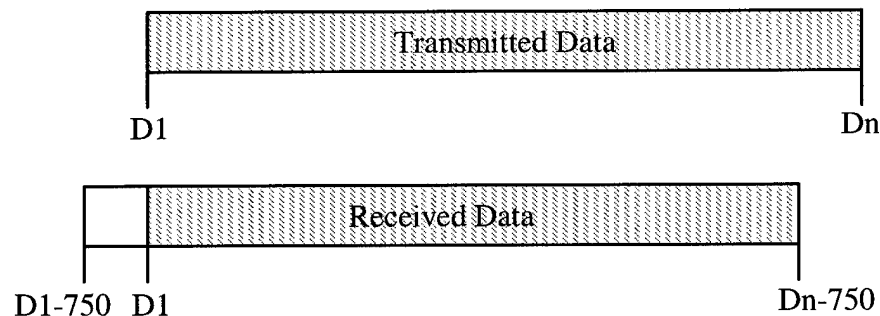 Transmitted Data
D1
Dn
Received Data
D1-750
D1
Dn-750